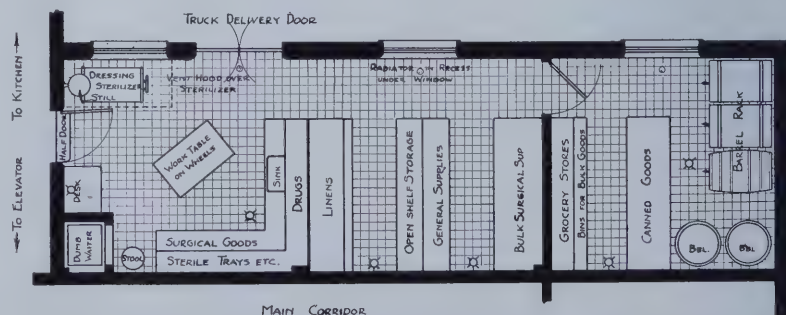 TRUCK DELIVERY DOOR
TO KITCHEN
TO ELEVATOR
DRESSING
STERILIZER
STILL
VENT HOOD OVER
STERILIZER
RADIATOR IN RECESS
UNDER WINDOW
HALF DOOR
WORK TABLE
ON WHEELS
DESK
DUMB
WAITER
STOOL
SINK
DRUGS
LINENS
SURGICAL GOODS
STERILE TRAYS ETC.
OPEN SHELF STORAGE
GENERAL SUPPLIES
BULK SURGICAL SUP
GROCERY STORES
BINS FOR BULK GOODS
CANNED GOODS
BARREL RACK
BBL.
BBL
MAIN CORRIDOR